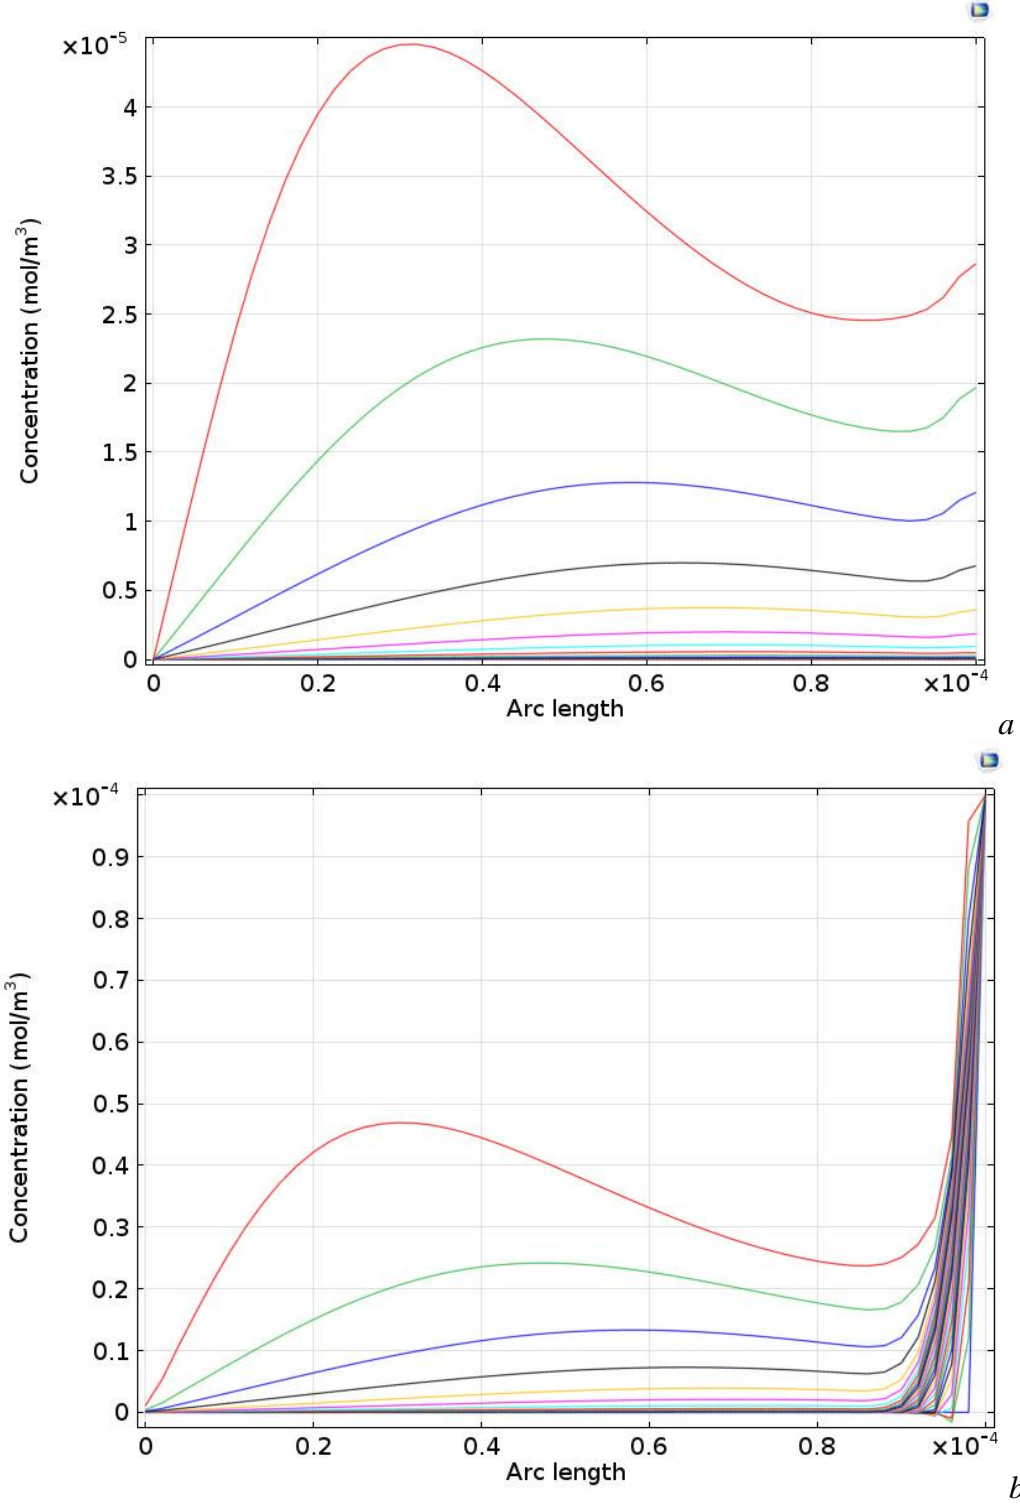 ×10⁻⁵
4
3.5
3
2.5
2
1.5
1
0.5
0
Concentration (mol/m³)
0 0.2 0.4 0.6 0.8 ×10⁻⁴
Arc length
a
×10⁻⁴
0.9
0.8
0.7
0.6
0.5
0.4
0.3
0.2
0.1
0
Concentration (mol/m³)
0 0.2 0.4 0.6 0.8 ×10⁻⁴
Arc length
b